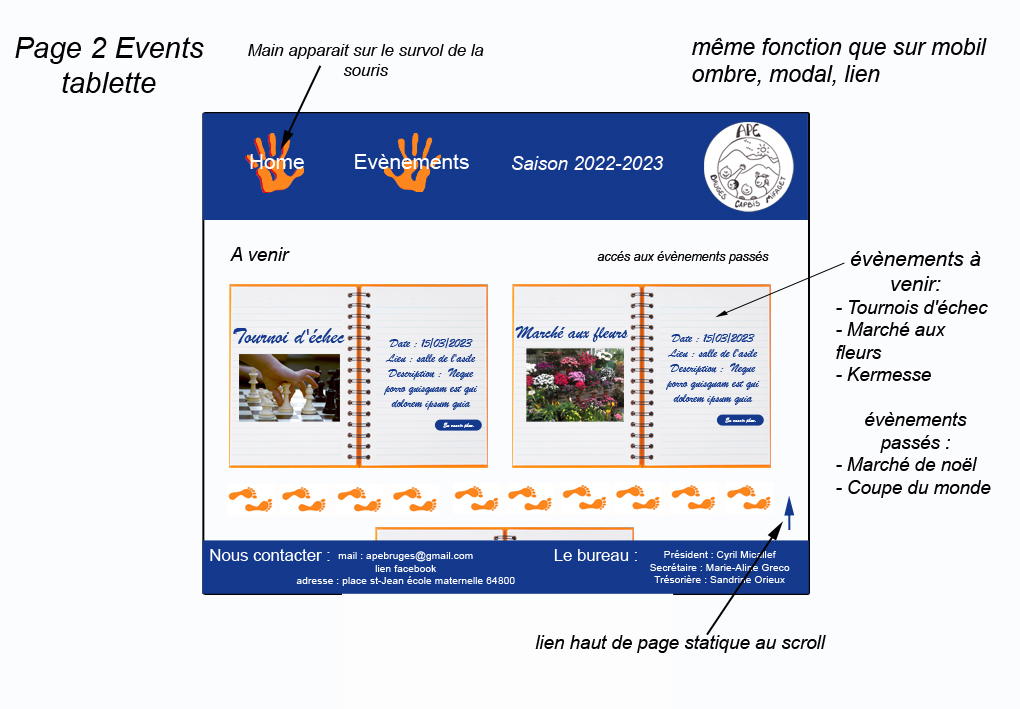 Page 2 Events
tablette
Main apparait sur le survol de la
souris
même fonction que sur mobil
ombre, modal, lien
Home
Evènements
Saison 2022-2023
APE
BRUGES CAPBIS MIFAGET
A venir
accés aux évènements passés
Tournoi d'échec
Date : 15/03/2023
Lieu : salle de l'asile
Description : Neque
porro quisquam est qui
dolorem ipsum quia
En savoir plus
Marché aux fleurs
Date : 15/03/2023
Lieu : salle de l'asile
Description : Neque
porro quisquam est qui
dolorem ipsum quia
En savoir plus
évènements à
venir:
- Tournois d'échec
- Marché aux
fleurs
- Kermesse
évènements
passés :
- Marché de noël
- Coupe du monde
Nous contacter :
mail : apebruges@gmail.com
lien facebook
adresse : place st-Jean école maternelle 64800
Le bureau :
Président : Cyril Micallef
Secrétaire : Marie-Aline Greco
Trésorière : Sandrine Orieux
lien haut de page statique au scroll